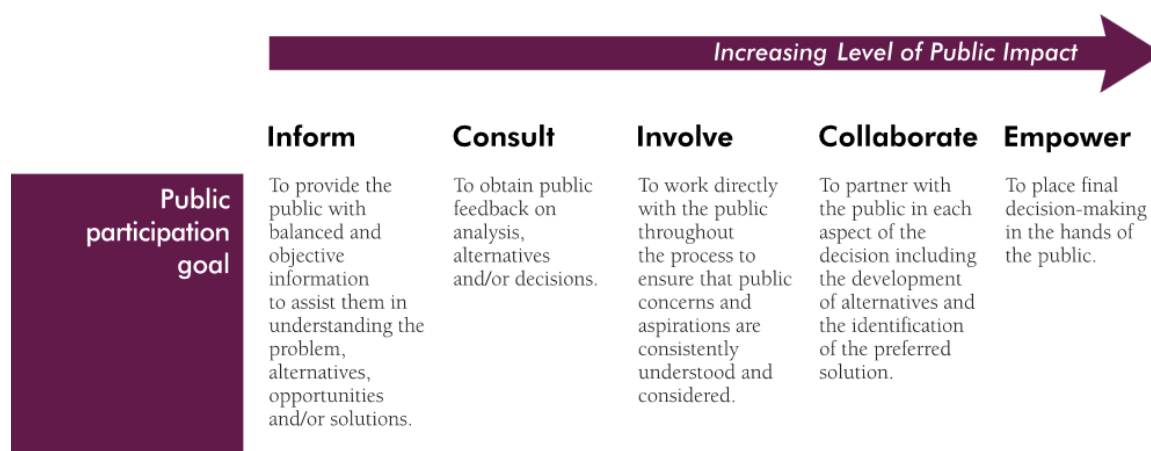 Increasing Level of Public Impact
Inform
Consult
Involve
Collaborate
Empower
Public
participation
goal
To provide the
public with
balanced and
objective
information
to assist them in
understanding the
problem,
alternatives,
opportunities
and/or solutions.
To obtain public
feedback on
analysis,
alternatives
and/or decisions.
To work directly
with the public
throughout
the process to
ensure that public
concerns and
aspirations are
consistently
understood and
considered.
To partner with
the public in each
aspect of the
decision including
the development
of alternatives and
the identification
of the preferred
solution.
To place final
decision-making
in the hands of
the public.